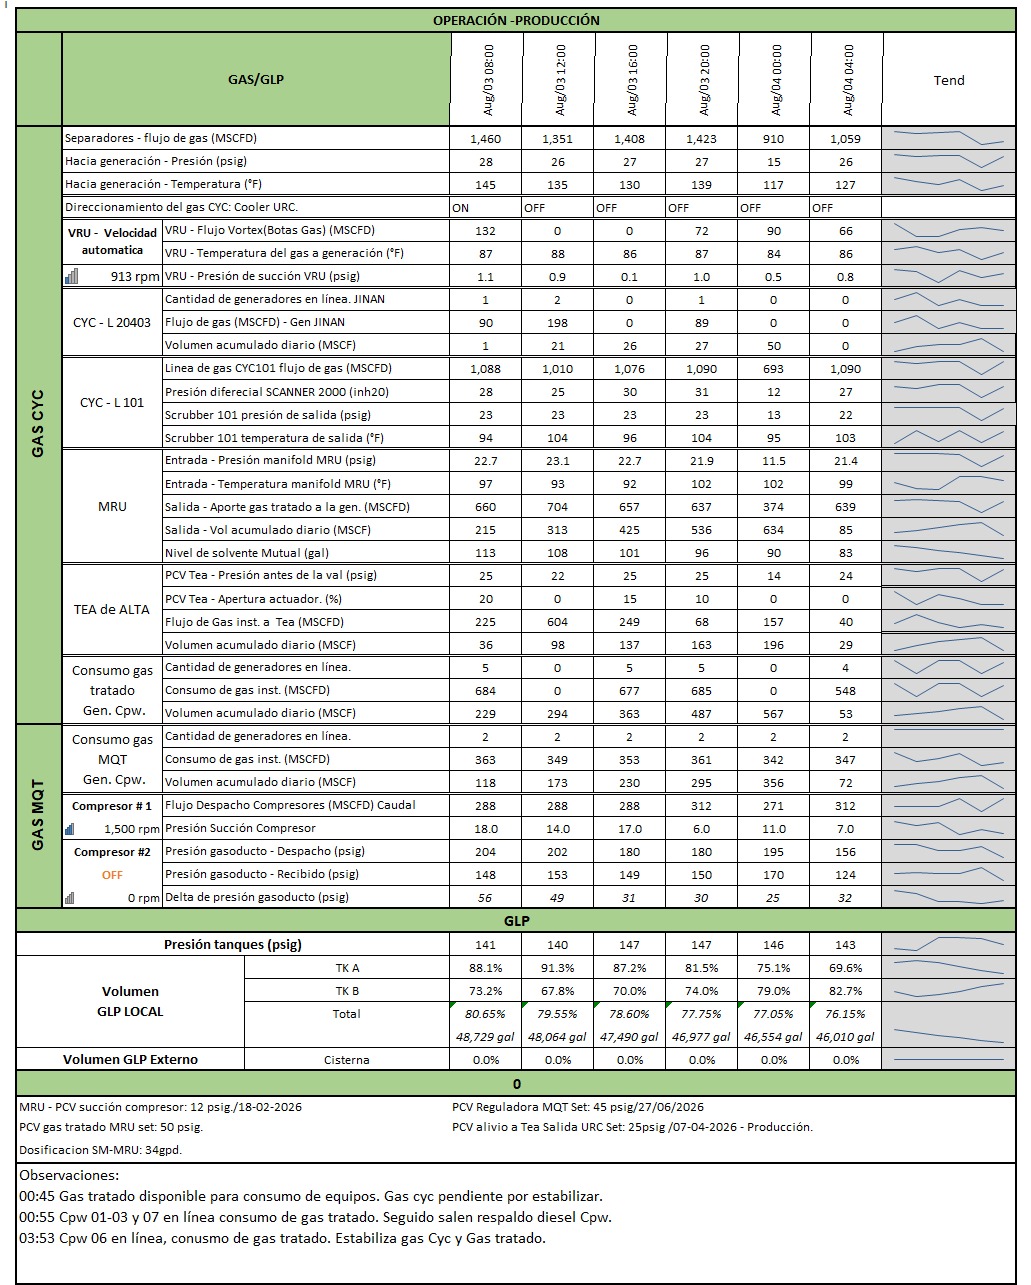 OPERACIÓN -PRODUCCIÓN
GAS/GLP Aug/03 08:00 Aug/03 12:00 Aug/03 16:00 Aug/03 20:00 Aug/04 00:00 Aug/04 04:00 Tend
GAS CYC
Separadores - flujo de gas (MSCFD) 1,460 1,351 1,408 1,423 910 1,059
Hacia generación - Presión (psig) 28 26 27 27 15 26
Hacia generación - Temperatura (°F) 145 135 130 139 117 127
Direccionamiento del gas CYC: Cooler URC. ON OFF OFF OFF OFF OFF
VRU - Velocidad automatica
VRU - Flujo Vortex(Botas Gas) (MSCFD) 132 0 0 72 90 66
VRU - Temperatura del gas a generación (°F) 87 88 86 87 84 86
913 rpm VRU - Presión de succión VRU (psig) 1.1 0.9 0.1 1.0 0.5 0.8
CYC - L 20403
Cantidad de generadores en línea. JINAN 1 2 0 1 0 0
Flujo de gas (MSCFD) - Gen JINAN 90 198 0 89 0 0
Volumen acumulado diario (MSCF) 1 21 26 27 50 0
CYC - L 101
Linea de gas CYC101 flujo de gas (MSCFD) 1,088 1,010 1,076 1,090 693 1,090
Presión diferecial SCANNER 2000 (inh20) 28 25 30 31 12 27
Scrubber 101 presión de salida (psig) 23 23 23 23 13 22
Scrubber 101 temperatura de salida (°F) 94 104 96 104 95 103
MRU
Entrada - Presión manifold MRU (psig) 22.7 23.1 22.7 21.9 11.5 21.4
Entrada - Temperatura manifold MRU (°F) 97 93 92 102 102 99
Salida - Aporte gas tratado a la gen. (MSCFD) 660 704 657 637 374 639
Salida - Vol acumulado diario (MSCF) 215 313 425 536 634 85
Nivel de solvente Mutual (gal) 113 108 101 96 90 83
TEA de ALTA
PCV Tea - Presión antes de la val (psig) 25 22 25 25 14 24
PCV Tea - Apertura actuador. (%) 20 0 15 10 0 0
Flujo de Gas inst. a Tea (MSCFD) 225 604 249 68 157 40
Volumen acumulado diario (MSCF) 36 98 137 163 196 29
Consumo gas tratado Gen. Cpw.
Cantidad de generadores en línea. 5 0 5 5 0 4
Consumo de gas inst. (MSCFD) 684 0 677 685 0 548
Volumen acumulado diario (MSCF) 229 294 363 487 567 53
GAS MQT
Consumo gas MQT Gen. Cpw.
Cantidad de generadores en línea. 2 2 2 2 2 2
Consumo de gas inst. (MSCFD) 363 349 353 361 342 347
Volumen acumulado diario (MSCF) 118 173 230 295 356 72
Compresor # 1 Flujo Despacho Compresores (MSCFD) Caudal 288 288 288 312 271 312
1,500 rpm Presión Succión Compresor 18.0 14.0 17.0 6.0 11.0 7.0
Compresor #2 Presión gasoducto - Despacho (psig) 204 202 180 180 195 156
OFF Presión gasoducto - Recibido (psig) 148 153 149 150 170 124
0 rpm Delta de presión gasoducto (psig) 56 49 31 30 25 32
GLP
Presión tanques (psig) 141 140 147 147 146 143
Volumen GLP LOCAL
TK A 88.1% 91.3% 87.2% 81.5% 75.1% 69.6%
TK B 73.2% 67.8% 70.0% 74.0% 79.0% 82.7%
Total 80.65% 79.55% 78.60% 77.75% 77.05% 76.15%
48,729 gal 48,064 gal 47,490 gal 46,977 gal 46,554 gal 46,010 gal
Volumen GLP Externo Cisterna 0.0% 0.0% 0.0% 0.0% 0.0% 0.0%
0
MRU - PCV succión compresor: 12 psig./18-02-2026 PCV Reguladora MQT Set: 45 psig/27/06/2026
PCV gas tratado MRU set: 50 psig. PCV alivio a Tea Salida URC Set: 25psig /07-04-2026 - Producción.
Dosificacion SM-MRU: 34gpd.
Observaciones:
00:45 Gas tratado disponible para consumo de equipos. Gas cyc pendiente por estabilizar.
00:55 Cpw 01-03 y 07 en línea consumo de gas tratado. Seguido salen respaldo diesel Cpw.
03:53 Cpw 06 en línea, conusmo de gas tratado. Estabiliza gas Cyc y Gas tratado.